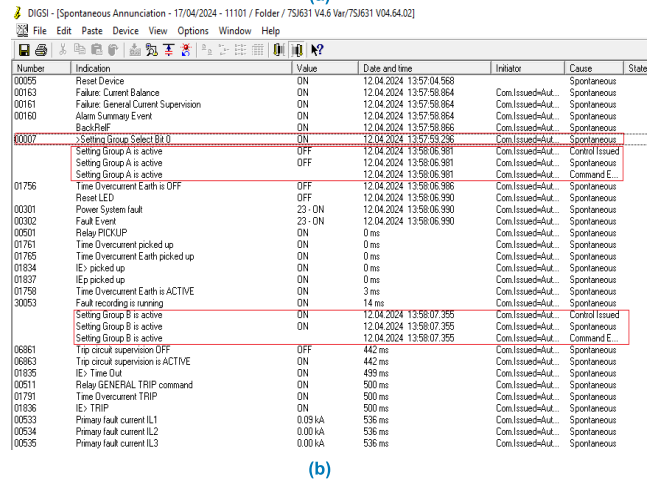 DIGSI - [Spontaneous Annunciation - 17/04/2024 - 11101 / Folder / 7SJ631 V4.6 Var/7SJ631 V04.64.02]
File Edit Paste Device View Options Window Help
Number Indication Value Date and time Initiator Cause State
00055 Reset Device ON 12.04.2024 13:57:04.568 Spontaneous
00163 Failure: Current Balance ON 12.04.2024 13:57:58.864 Com.Issued=Aut... Spontaneous
00161 Failure: General Current Supervision ON 12.04.2024 13:57:58.864 Com.Issued=Aut... Spontaneous
00160 Alarm Summary Event ON 12.04.2024 13:57:58.864 Com.Issued=Aut... Spontaneous
BackRelF ON 12.04.2024 13:57:58.866 Com.Issued=Aut... Spontaneous
00007 >Setting Group Select Bit 0 ON 12.04.2024 13:57:59.296 Com.Issued=Aut... Spontaneous
Setting Group A is active OFF 12.04.2024 13:58:06.981 Com.Issued=Aut... Control Issued
Setting Group A is active OFF 12.04.2024 13:58:06.981 Com.Issued=Aut... Spontaneous
Setting Group A is active 12.04.2024 13:58:06.981 Com.Issued=Aut... Command E...
01756 Time Overcurrent Earth is OFF OFF 12.04.2024 13:58:06.986 Com.Issued=Aut... Spontaneous
Reset LED OFF 12.04.2024 13:58:06.990 Com.Issued=Aut... Spontaneous
00301 Power System fault 23 - ON 12.04.2024 13:58:06.990 Com.Issued=Aut... Spontaneous
00302 Fault Event 23 - ON 12.04.2024 13:58:06.990 Com.Issued=Aut... Spontaneous
00501 Relay PICKUP ON 0 ms Com.Issued=Aut... Spontaneous
01761 Time Overcurrent picked up ON 0 ms Com.Issued=Aut... Spontaneous
01765 Time Overcurrent Earth picked up ON 0 ms Com.Issued=Aut... Spontaneous
01834 IE> picked up ON 0 ms Com.Issued=Aut... Spontaneous
01837 IEp picked up ON 0 ms Com.Issued=Aut... Spontaneous
01758 Time Overcurrent Earth is ACTIVE ON 3 ms Com.Issued=Aut... Spontaneous
30053 Fault recording is running ON 14 ms Com.Issued=Aut... Spontaneous
Setting Group B is active ON 12.04.2024 13:58:07.355 Com.Issued=Aut... Control Issued
Setting Group B is active ON 12.04.2024 13:58:07.355 Com.Issued=Aut... Spontaneous
Setting Group B is active 12.04.2024 13:58:07.355 Com.Issued=Aut... Command E...
06861 Trip circuit supervision OFF OFF 442 ms Com.Issued=Aut... Spontaneous
06863 Trip circuit supervision is ACTIVE ON 442 ms Com.Issued=Aut... Spontaneous
01835 IE> Time Out ON 499 ms Com.Issued=Aut... Spontaneous
00511 Relay GENERAL TRIP command ON 500 ms Com.Issued=Aut... Spontaneous
01791 Time Overcurrent TRIP ON 500 ms Com.Issued=Aut... Spontaneous
01836 IE> TRIP ON 500 ms Com.Issued=Aut... Spontaneous
00533 Primary fault current IL1 0.09 kA 536 ms Com.Issued=Aut... Spontaneous
00534 Primary fault current IL2 0.00 kA 536 ms Com.Issued=Aut... Spontaneous
00535 Primary fault current IL3 0.00 kA 536 ms Com.Issued=Aut... Spontaneous
(b)